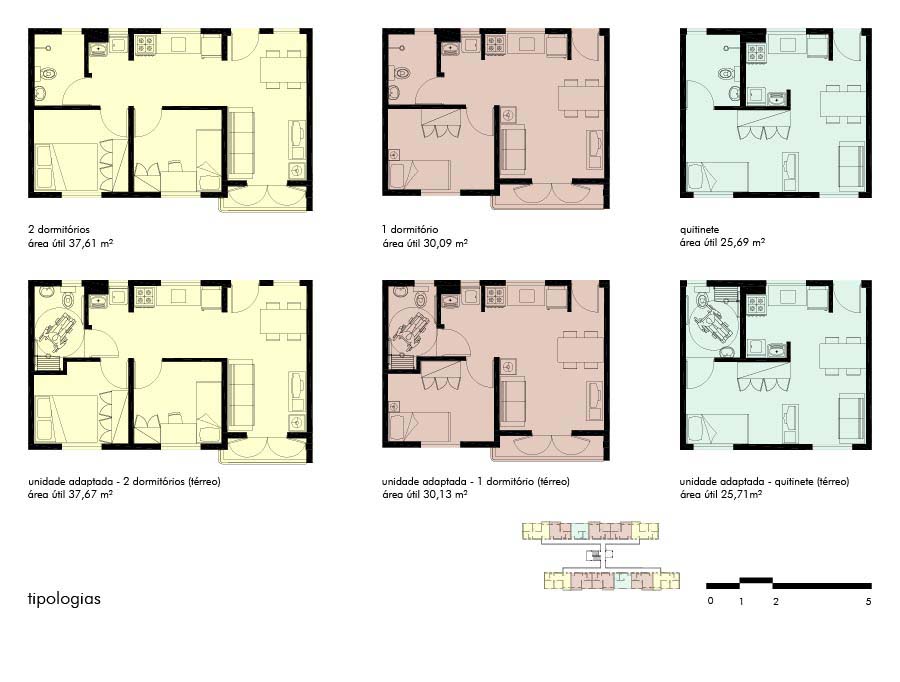 2 dormitórios
área útil 37,61 m²
1 dormitório
área útil 30,09 m²
quitinete
área útil 25,69 m²
unidade adaptada - 2 dormitórios (térreo)
área útil 37,67 m²
unidade adaptada - 1 dormitório (térreo)
área útil 30,13 m²
unidade adaptada - quitinete (térreo)
área útil 25,71m²
tipologias
0 1 2 5